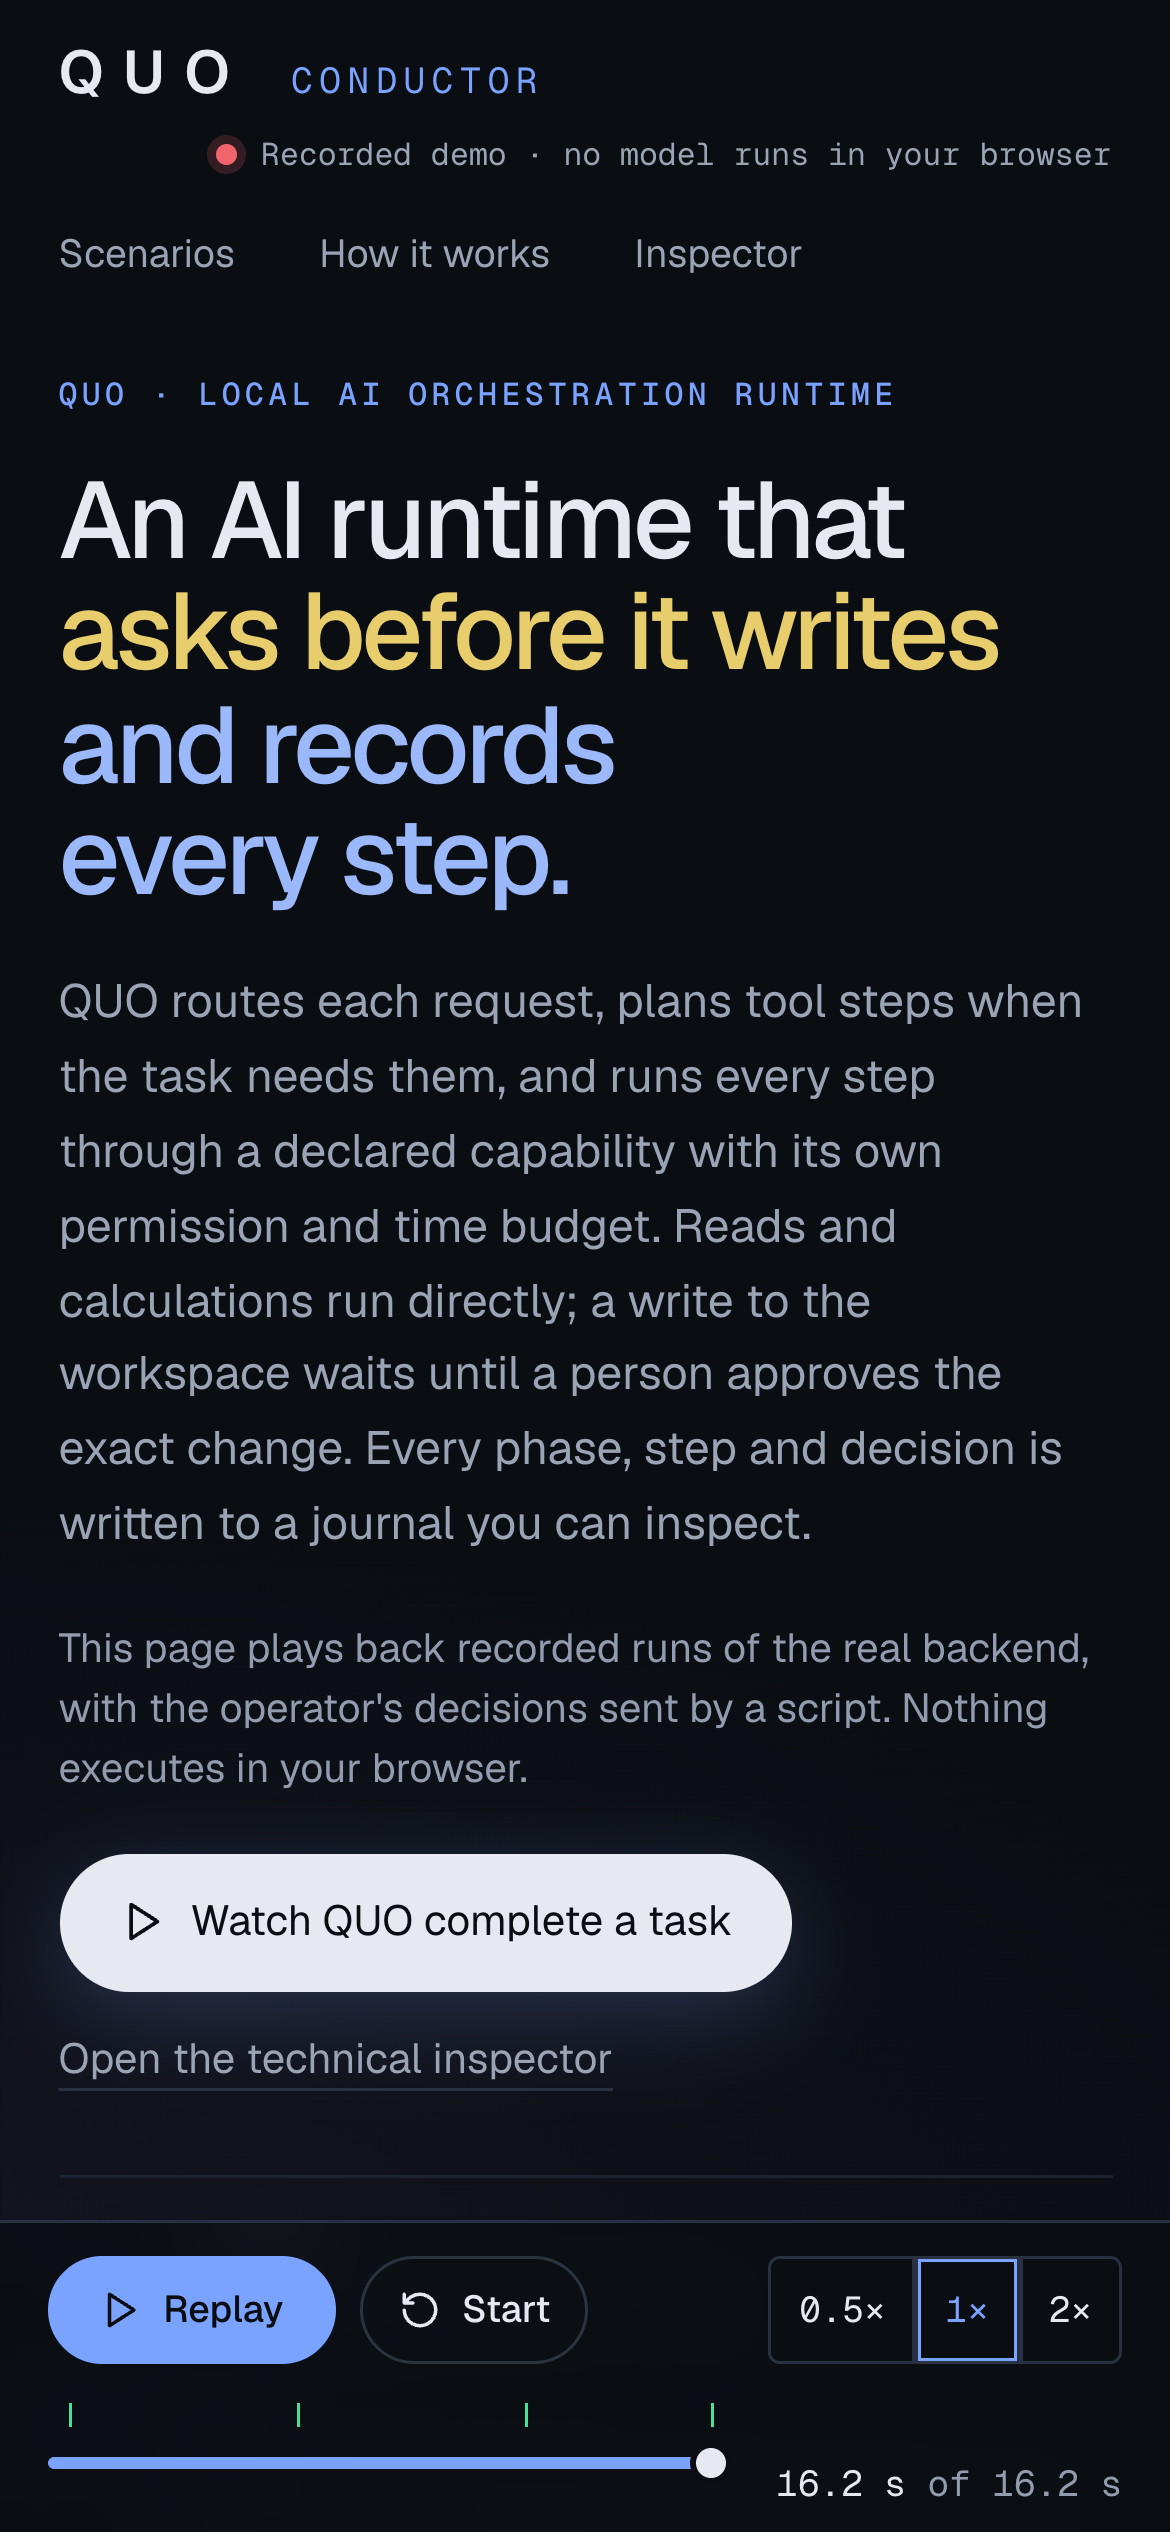 QUO CONDUCTOR
Recorded demo · no model runs in your browser
Scenarios How it works Inspector
QUO · LOCAL AI ORCHESTRATION RUNTIME
An AI runtime that
asks before it writes
and records
every step.
QUO routes each request, plans tool steps when
the task needs them, and runs every step
through a declared capability with its own
permission and time budget. Reads and
calculations run directly; a write to the
workspace waits until a person approves the
exact change. Every phase, step and decision is
written to a journal you can inspect.
This page plays back recorded runs of the real backend,
with the operator's decisions sent by a script. Nothing
executes in your browser.
Watch QUO complete a task
Open the technical inspector
Replay Start 0.5× 1× 2×
16.2 s of 16.2 s